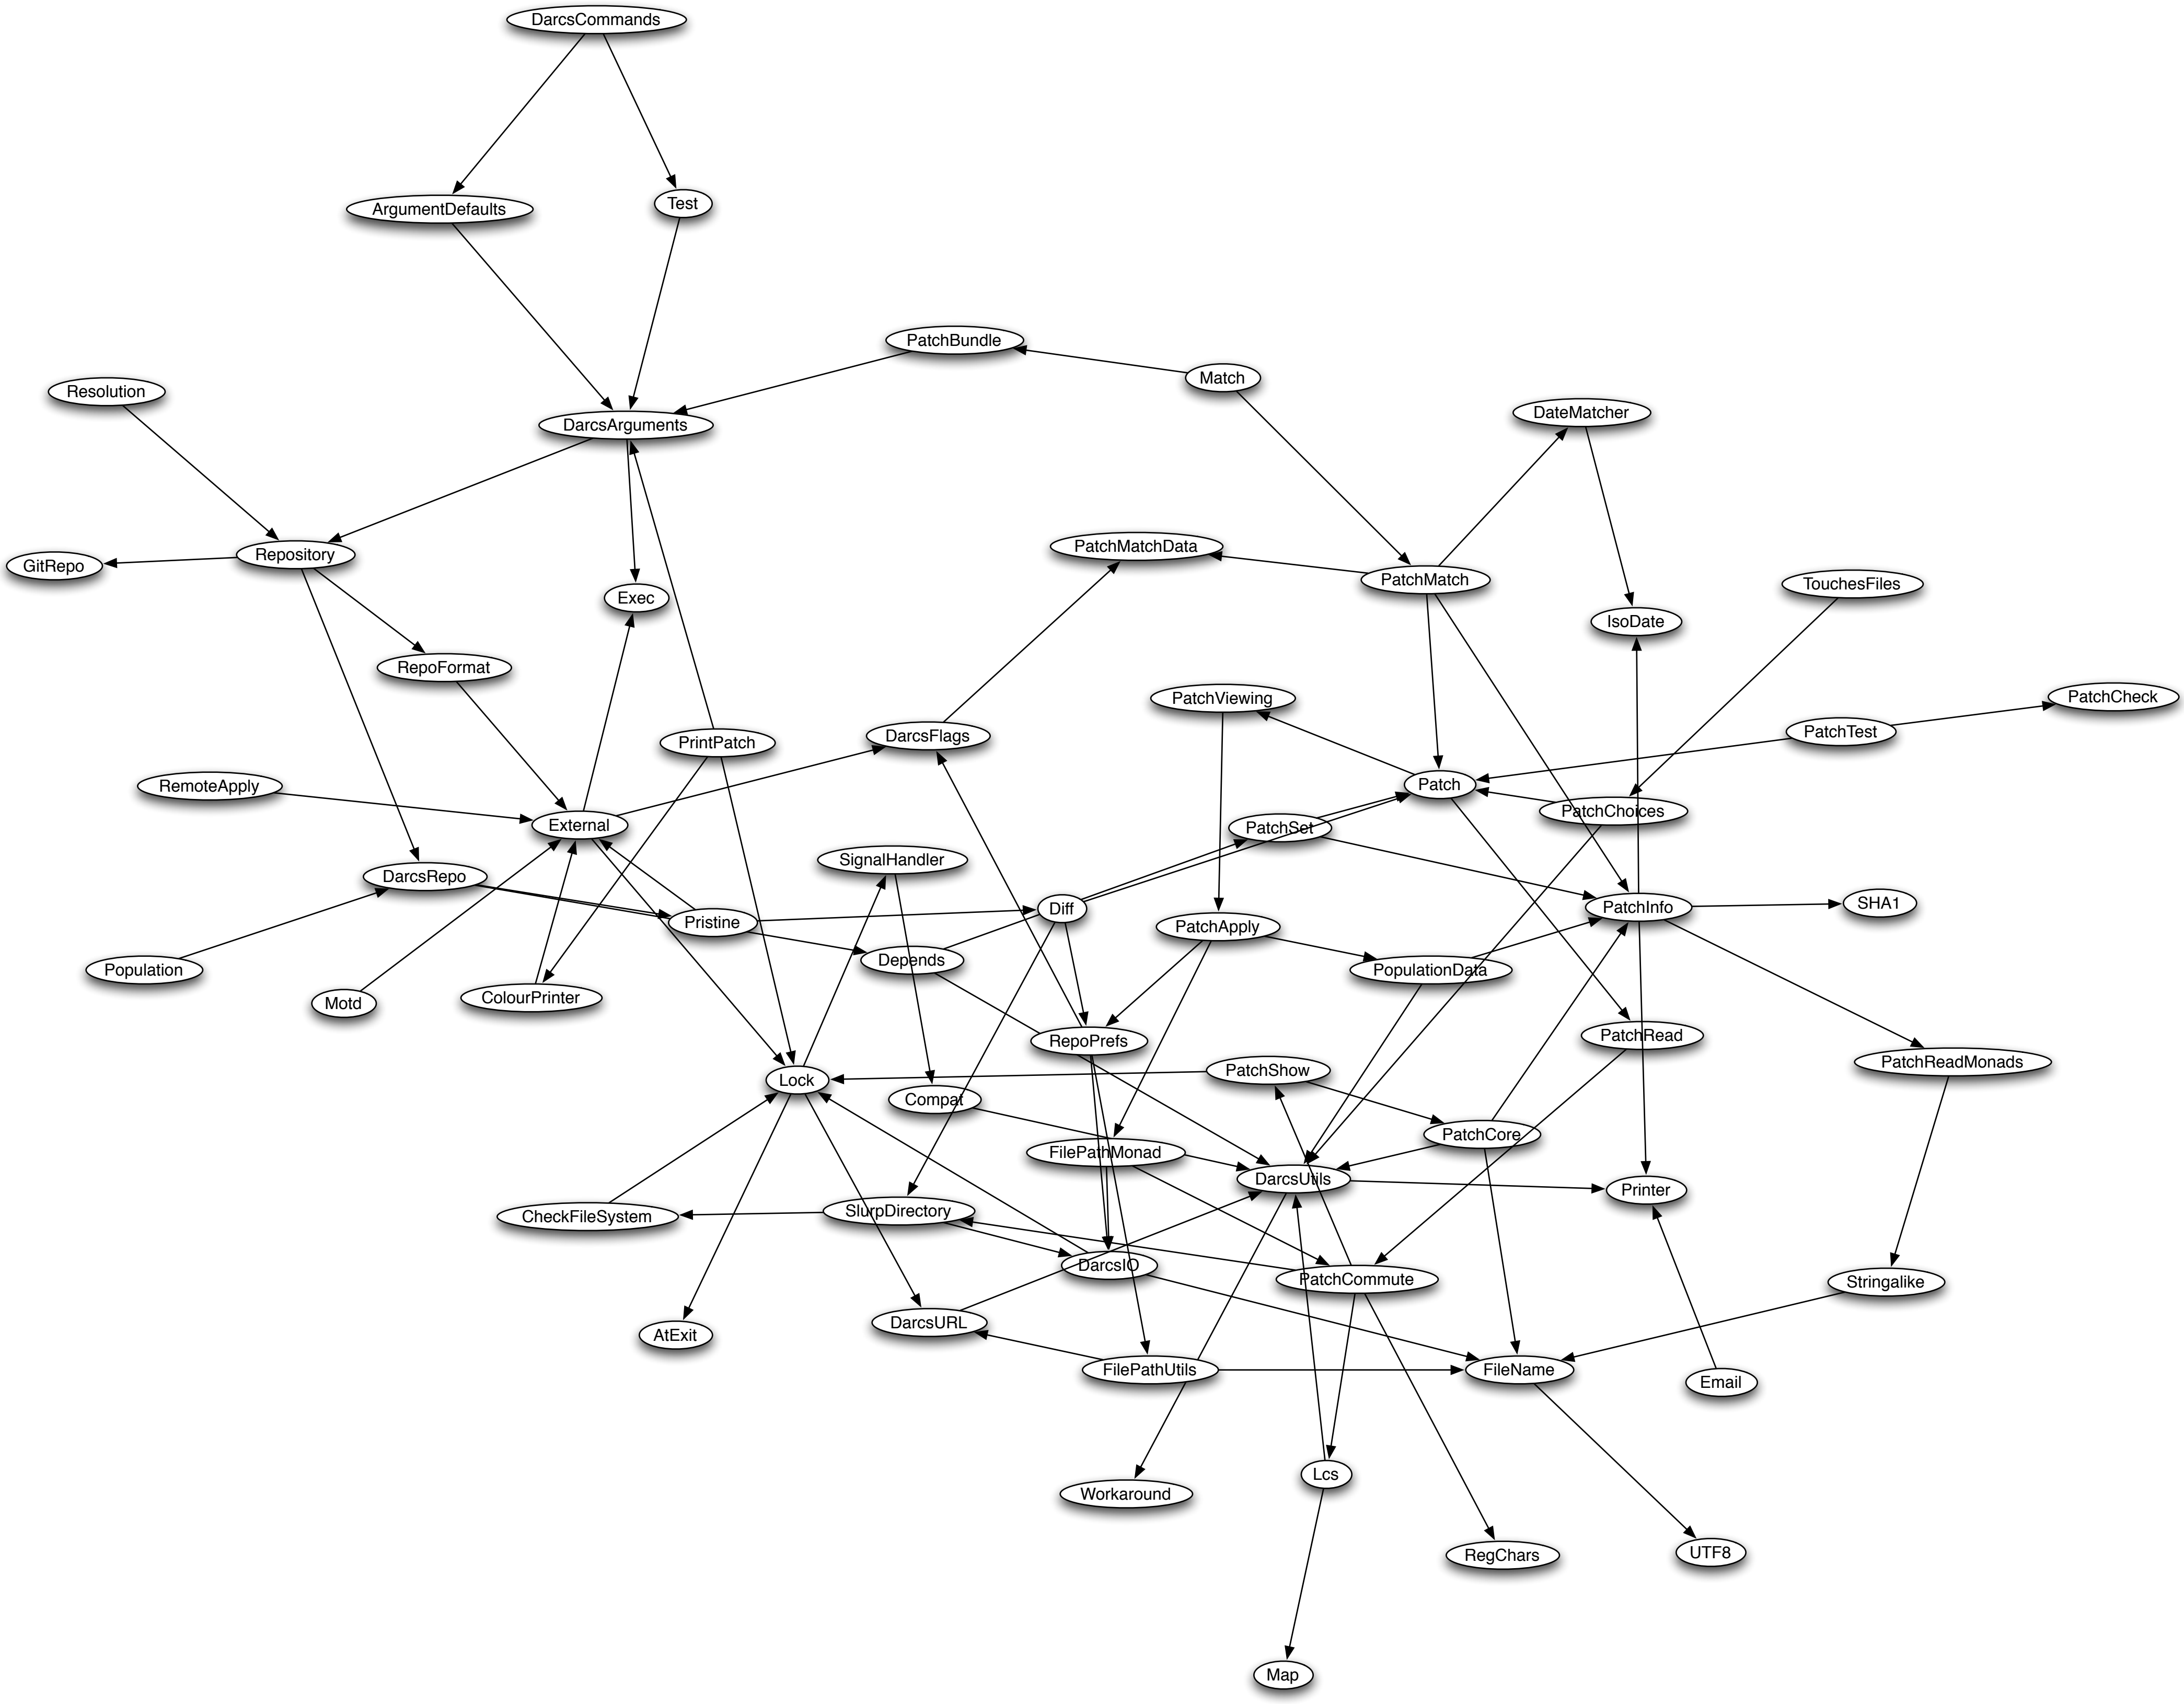 DarcsCommands
Test
ArgumentDefaults
PatchBundle
Match
Resolution
DateMatcher
DarcsArguments
PatchMatchData
Repository
GitRepo
PatchMatch
TouchesFiles
Exec
IsoDate
RepoFormat
PatchViewing
PatchCheck
PatchTest
DarcsFlags
PrintPatch
Patch
RemoteApply
PatchChoices
External
PatchSet
SignalHandler
DarcsRepo
SHA1
PatchInfo
Diff
Pristine
PatchApply
Depends
Population
PopulationData
ColourPrinter
Motd
PatchRead
RepoPrefs
PatchReadMonads
PatchShow
Lock
Compat
PatchCore
FilePathMonad
DarcsUtils
Printer
SlurpDirectory
CheckFileSystem
DarcsIO
PatchCommute
Stringalike
DarcsURL
AtExit
FilePathUtils
FileName
Email
Lcs
Workaround
UTF8
RegChars
Map